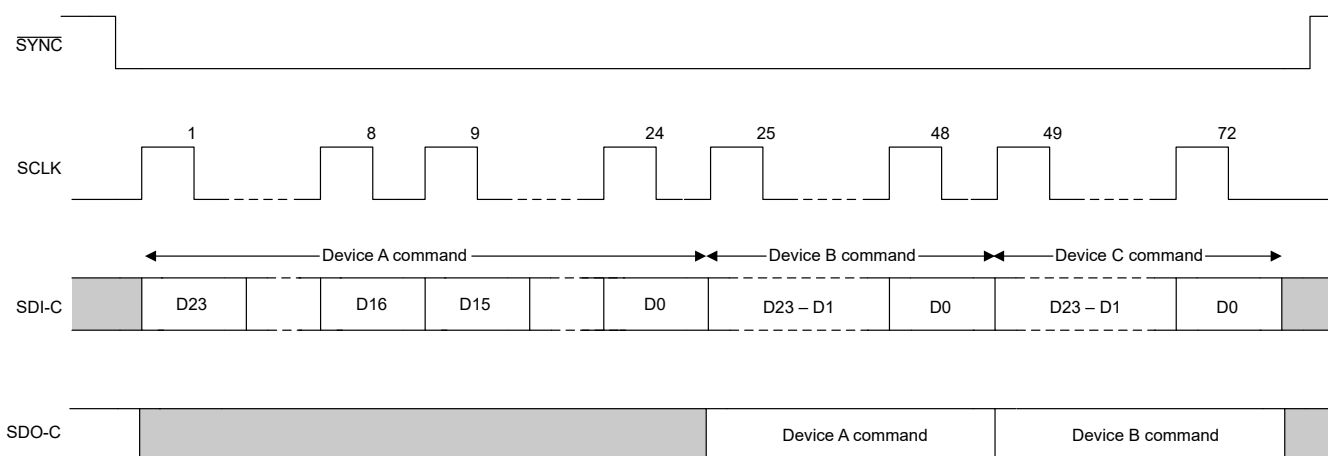 SYNC
1 8 9 24 25 48 49 72
SCLK
Device A command Device B command Device C command
SDI-C D23 D16 D15 D0 D23 – D1 D0 D23 – D1 D0
SDO-C Device A command Device B command